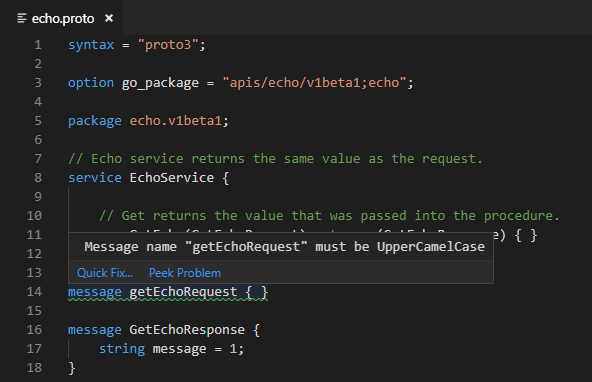 echo.proto ×
1 syntax = "proto3";
2
3 option go_package = "apis/echo/v1beta1;echo";
4
5 package echo.v1beta1;
6
7 // Echo service returns the same value as the request.
8 service EchoService {
9
10 // Get returns the value that was passed into the procedure.
11 e) { }
Message name "getEchoRequest" must be UpperCamelCase
12
Quick Fix... Peek Problem
13
14 message getEchoRequest { }
15
16 message GetEchoResponse {
17 string message = 1;
18 }